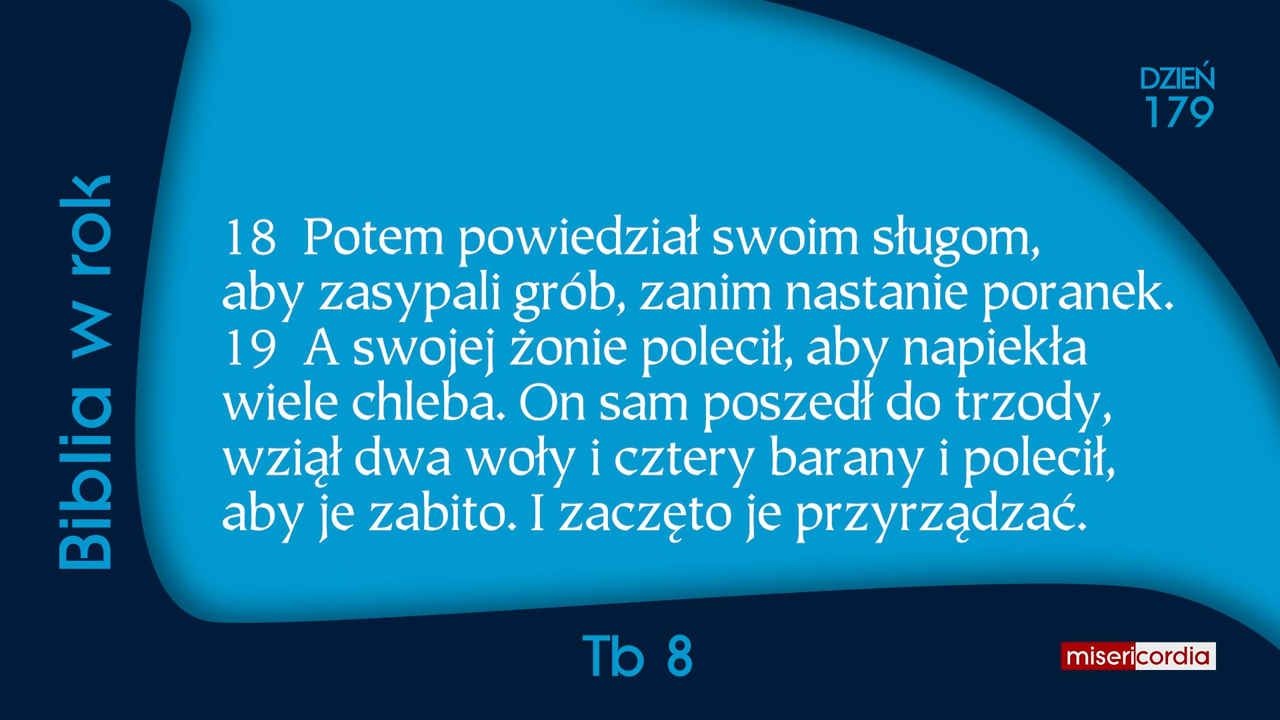 DZIEŃ
179
Biblia w rok
18 Potem powiedział swoim sługom,
aby zasypali grób, zanim nastanie poranek.
19 A swojej żonie polecił, aby napiekła
wiele chleba. On sam poszedł do trzody,
wziął dwa woły i cztery barany i polecił,
aby je zabito. I zaczęto je przyrządzać.
Tb 8
misericordia